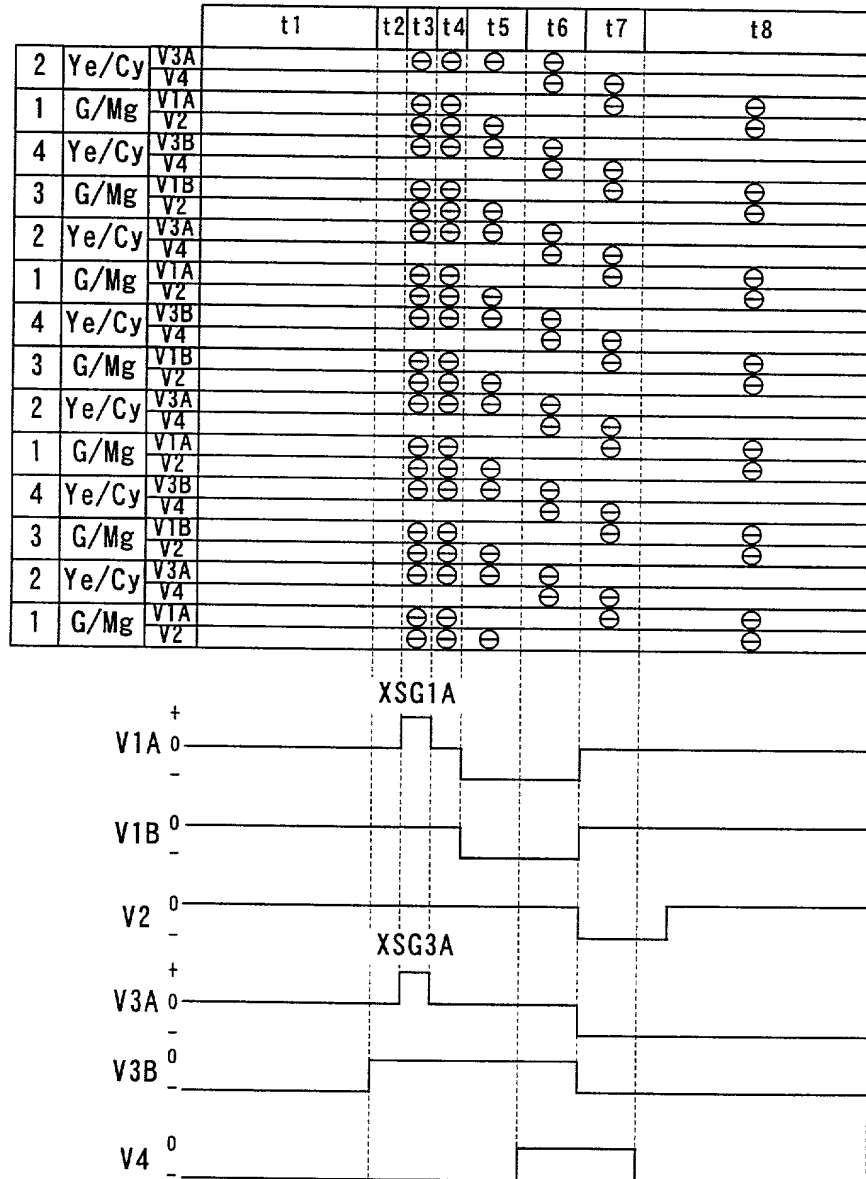 t1 t2 t3 t4 t5 t6 t7 t8
2 Ye/Cy V3A
V4
1 G/Mg V1A
V2
4 Ye/Cy V3B
V4
3 G/Mg V1B
V2
2 Ye/Cy V3A
V4
1 G/Mg V1A
V2
4 Ye/Cy V3B
V4
3 G/Mg V1B
V2
2 Ye/Cy V3A
V4
1 G/Mg V1A
V2
4 Ye/Cy V3B
V4
3 G/Mg V1B
V2
2 Ye/Cy V3A
V4
1 G/Mg V1A
V2
XSG1A
+
V1A 0
-
V1B 0
-
V2 0
-
XSG3A
+
V3A 0
-
V3B 0
-
V4 0
-